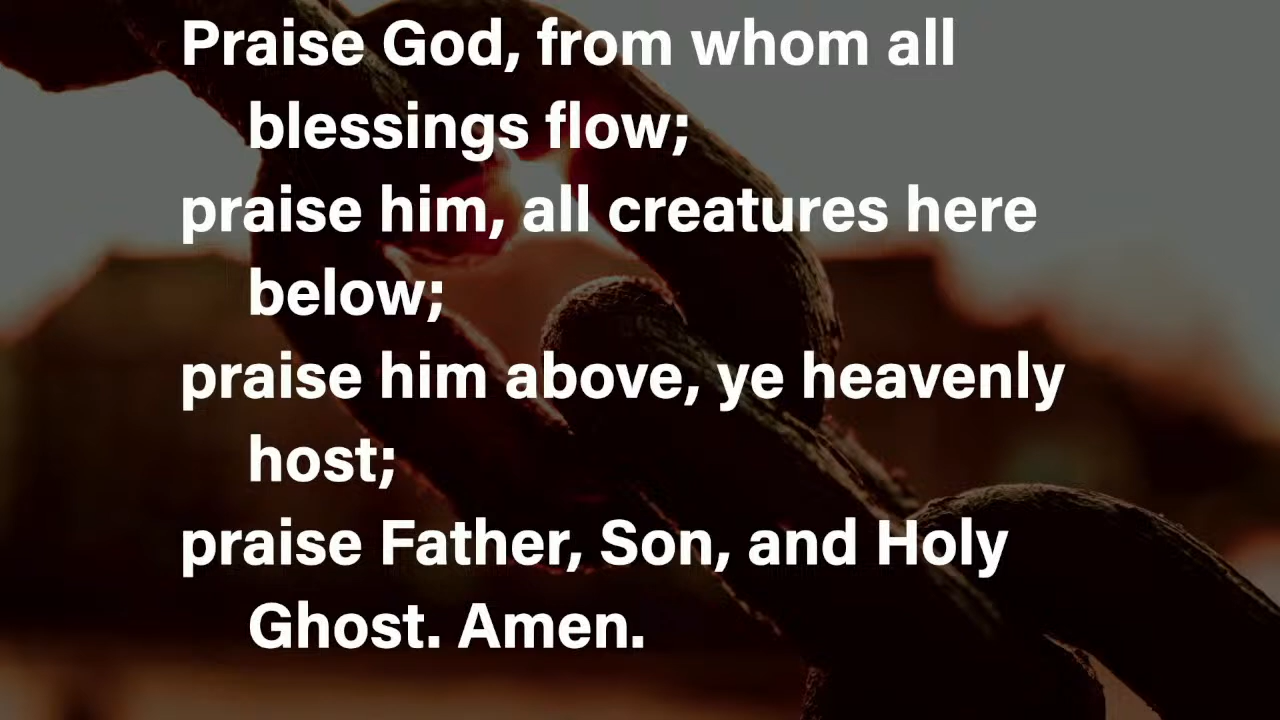 Praise God, from whom all
blessings flow;
praise him, all creatures here
below;
praise him above, ye heavenly
host;
praise Father, Son, and Holy
Ghost. Amen.